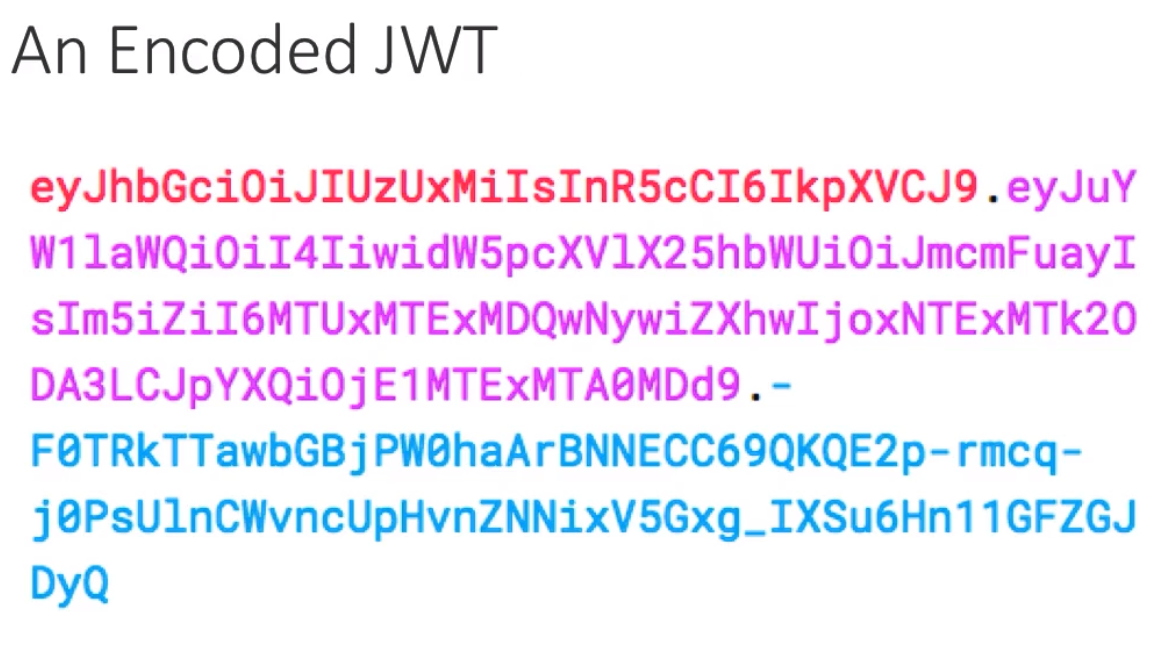 An Encoded JWT
eyJhbGciOiJIUzUxMiIsInR5cCI6IkpXVCJ9.eyJuY
W1laWQiOiI4IiwidW5pcXVlX25hbWUiOiJmcmFuayI
sIm5iZiI6MTUxMTExMDQwNywiZXhwIjoxNTExMTk2O
DA3LCJpYXQiOjE1MTExMTA0MDd9.-
F0TRkTTawbGBjPW0haArBNNECC69QKQE2p-rmcq-
j0PsUlnCWvncUpHvnZNNixV5Gxg_IXSu6Hn11GFZGJ
DyQ